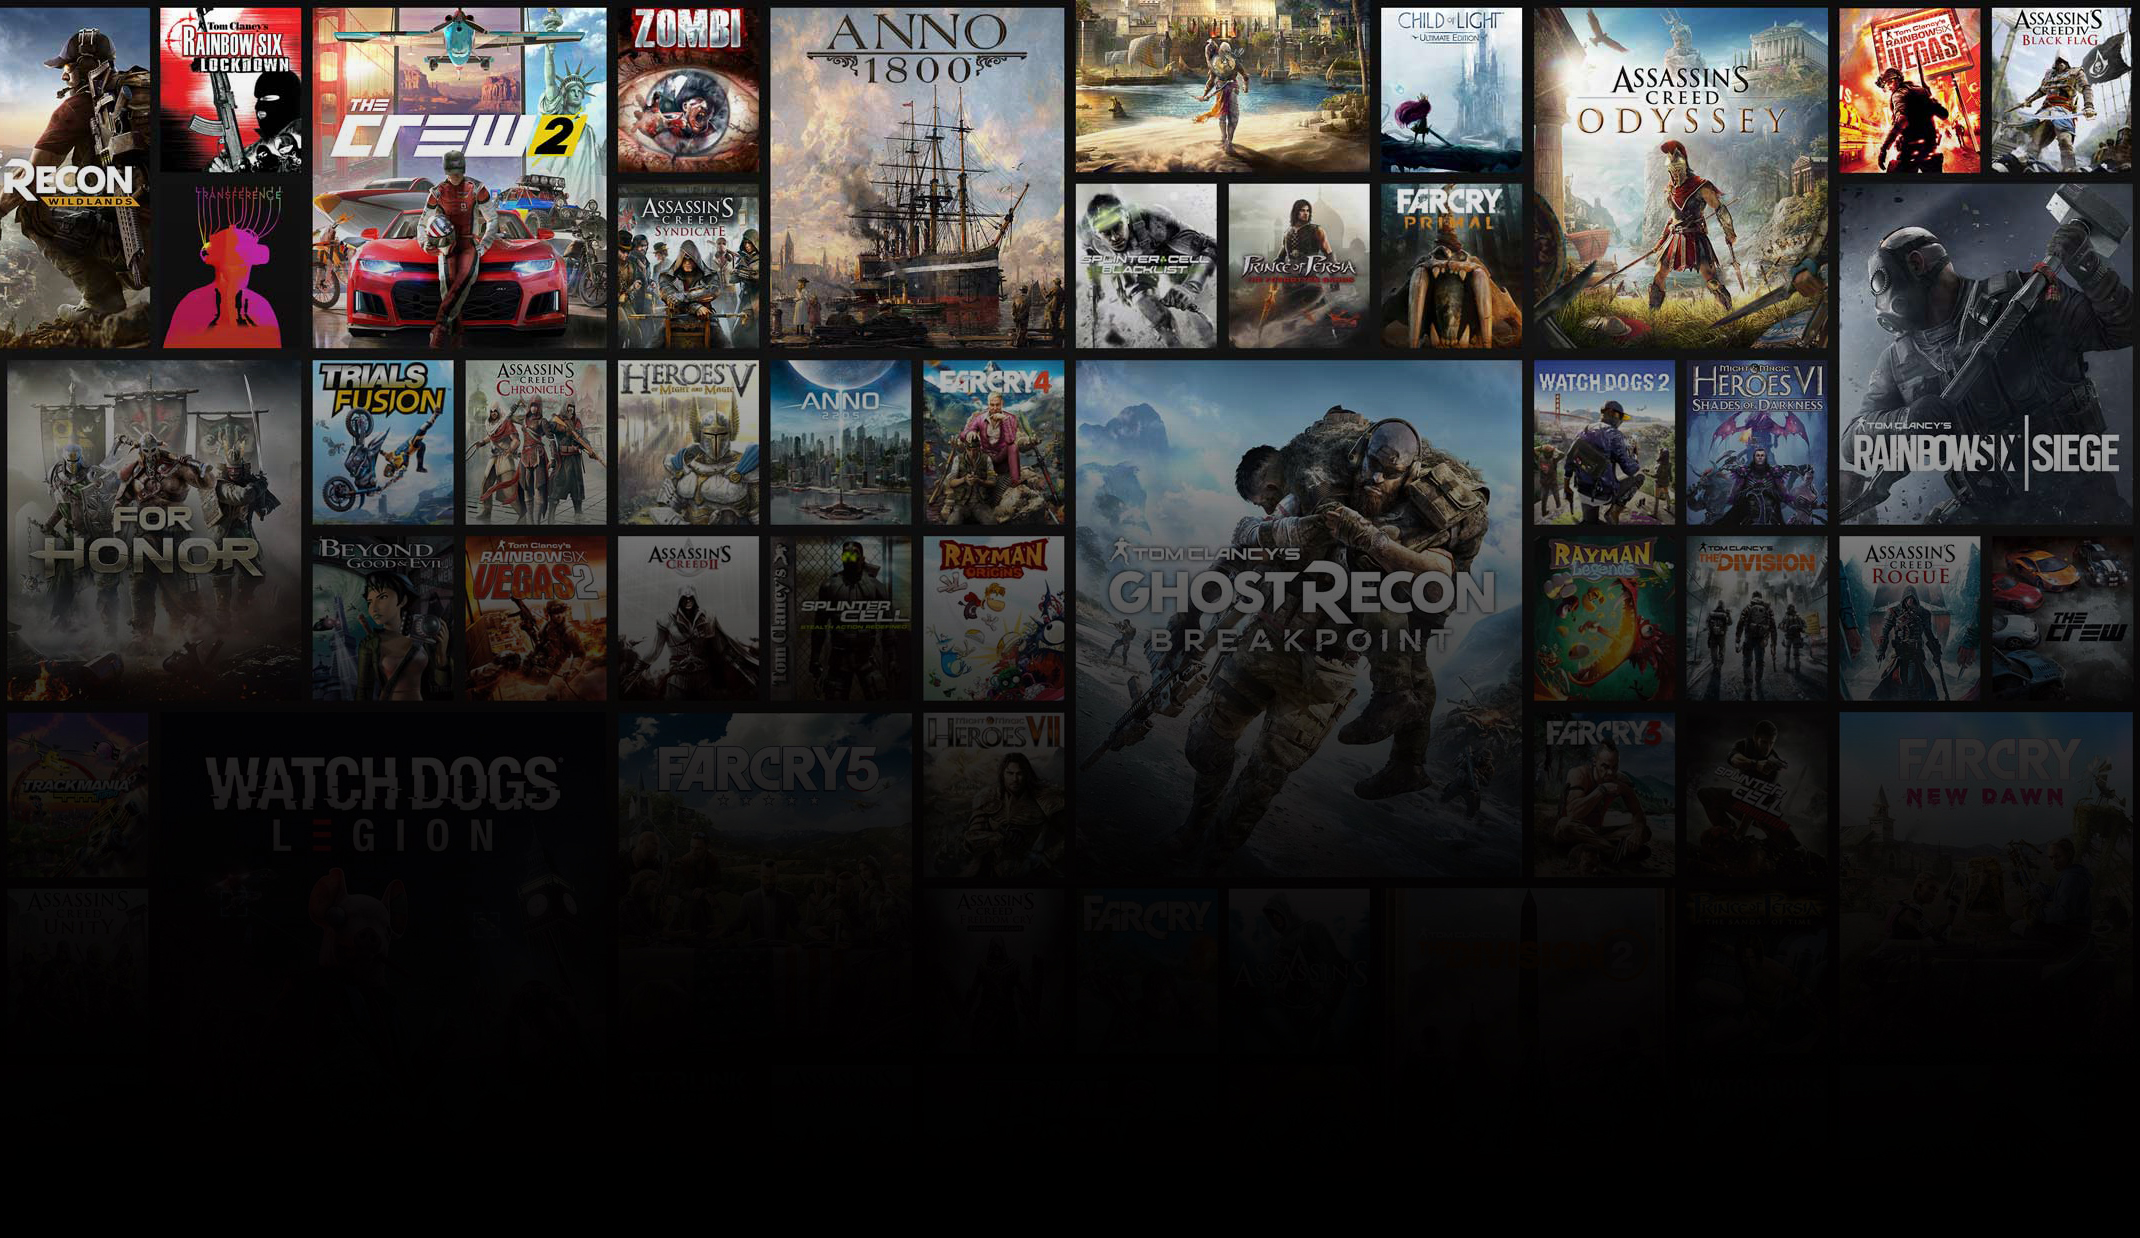 RECON
WILDLANDS
Tom Clancy's
RAINBOW SIX
LOCKDOWN
TRANSFERENCE
THE
CREW 2
ZOMBI
ASSASSIN'S
CREED
SYNDICATE
ANNO
1800
CHILD OF LIGHT
ULTIMATE EDITION
SPLINTER CELL
BLACKLIST
PRINCE OF PERSIA
THE FORGOTTEN SANDS
FARCRY
PRIMAL
ASSASSIN'S
CREED
ODYSSEY
Tom Clancy's
RAINBOW SIX
VEGAS
ASSASSIN'S
CREED IV
BLACK FLAG
TOM CLANCY'S
RAINBOW SIX | SIEGE
FOR
HONOR
TRIALS
FUSION
ASSASSIN'S
CREED
CHRONICLES
HEROES V
OF MIGHT AND MAGIC
ANNO
2205
FARCRY 4
WATCH DOGS 2
MIGHT & MAGIC
HEROES VI
SHADES OF DARKNESS
BEYOND
GOOD & EVIL
Tom Clancy's
RAINBOW SIX
VEGAS 2
ASSASSIN'S
CREED II
Tom Clancy's
SPLINTER
CELL
STEALTH ACTION REDEFINED
RAYMAN
ORIGINS
TOM CLANCY'S
GHOST RECON
BREAKPOINT
RAYMAN
Legends
TOM CLANCY'S
THE DIVISION
ASSASSIN'S
CREED
ROGUE
THE
CREW
TRACKMANIA
WATCH DOGS
LEGION
FARCRY 5
MIGHT & MAGIC
HEROES VII
FARCRY 3
SPLINTER
CELL
FARCRY
NEW DAWN
ASSASSIN'S
CREED
UNITY
ASSASSIN'S
CREED
FARCRY
ASSASSIN'S
2
PRINCE OF PERSIA